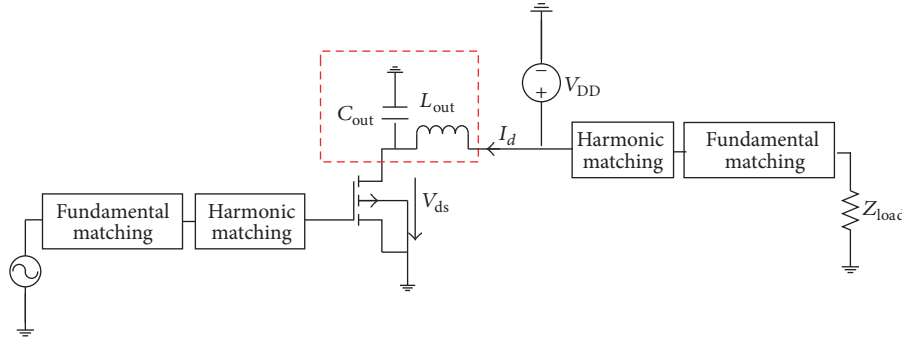 Fundamental
matching
Harmonic
matching
C_out
L_out
V_ds
I_d
−
+
V_DD
Harmonic
matching
Fundamental
matching
Z_load